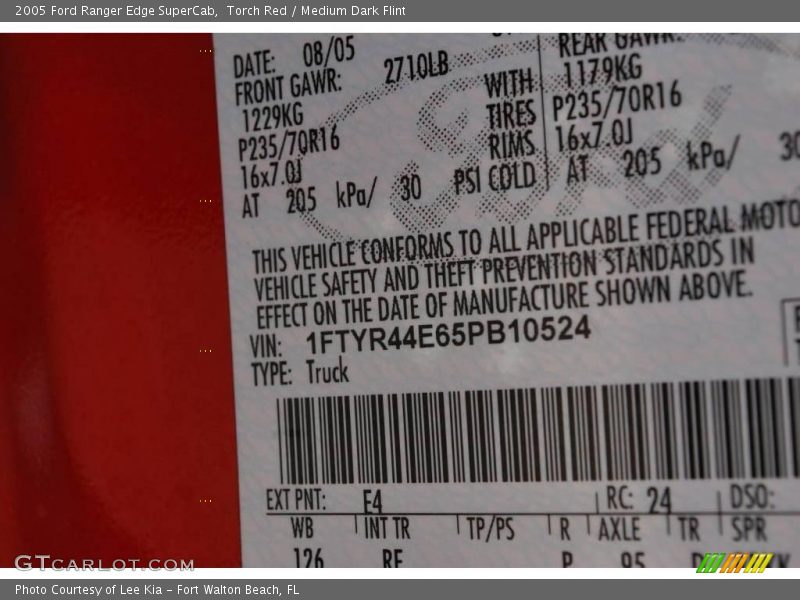 2005 Ford Ranger Edge SuperCab, Torch Red / Medium Dark Flint
DATE: 08/05
FRONT GAWR: 2710LB
1229KG
P235/70R16
16x7.0J
AT 205 kPa/ 30 PSI COLD
WITH
TIRES
RIMS
REAR GAWR:
1179KG
P235/70R16
16x7.0J
AT 205 kPa/ 30
Ford
THIS VEHICLE CONFORMS TO ALL APPLICABLE FEDERAL MOTO
VEHICLE SAFETY AND THEFT PREVENTION STANDARDS IN
EFFECT ON THE DATE OF MANUFACTURE SHOWN ABOVE.
VIN: 1FTYR44E65PB10524
TYPE: Truck
EXT PNT: E4 RC: 24 DSO:
WB INT TR TP/PS R AXLE TR SPR
126 RF P 95
GTCARLOT.COM
Photo Courtesy of Lee Kia – Fort Walton Beach, FL